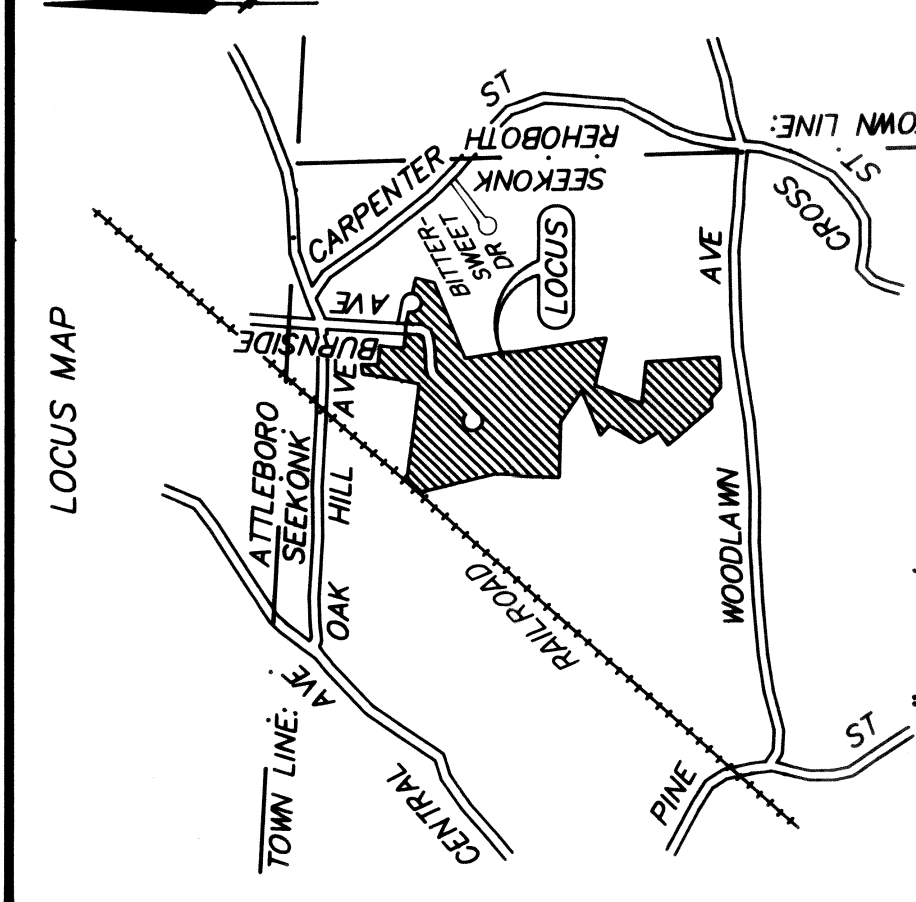 LOCUS MAP
ST
REHOBOTH
SEEKONK
TOWN LINE:
CROSS ST
CARPENTER
BITTER-
SWEET
DR
LOCUS
BURNSIDE AVE
WOODLAWN AVE
ATTLEBORO
SEEKONK
OAK HILL AVE
RAILROAD
TOWN LINE:
CENTRAL AVE
PINE ST